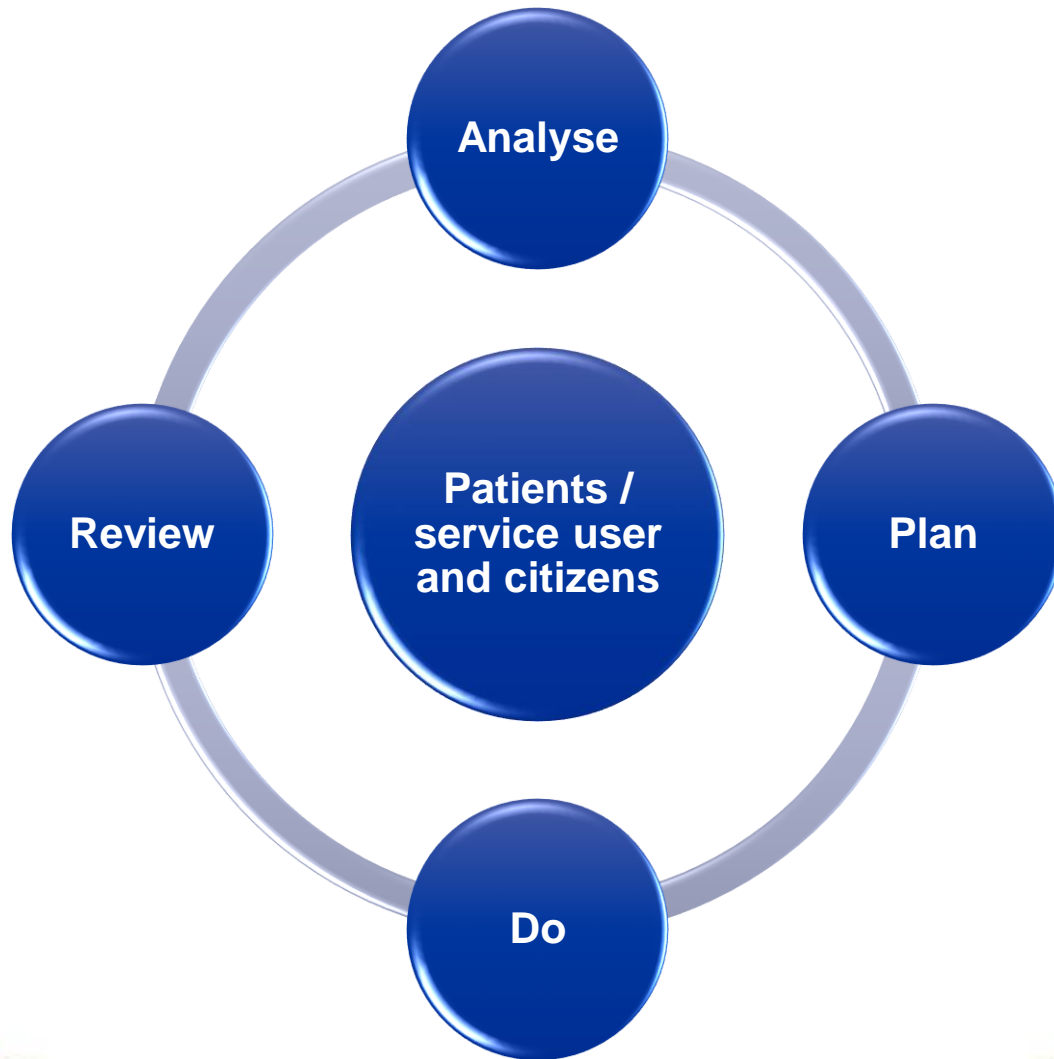 Analyse
Review
Patients /
service user
and citizens
Plan
Do